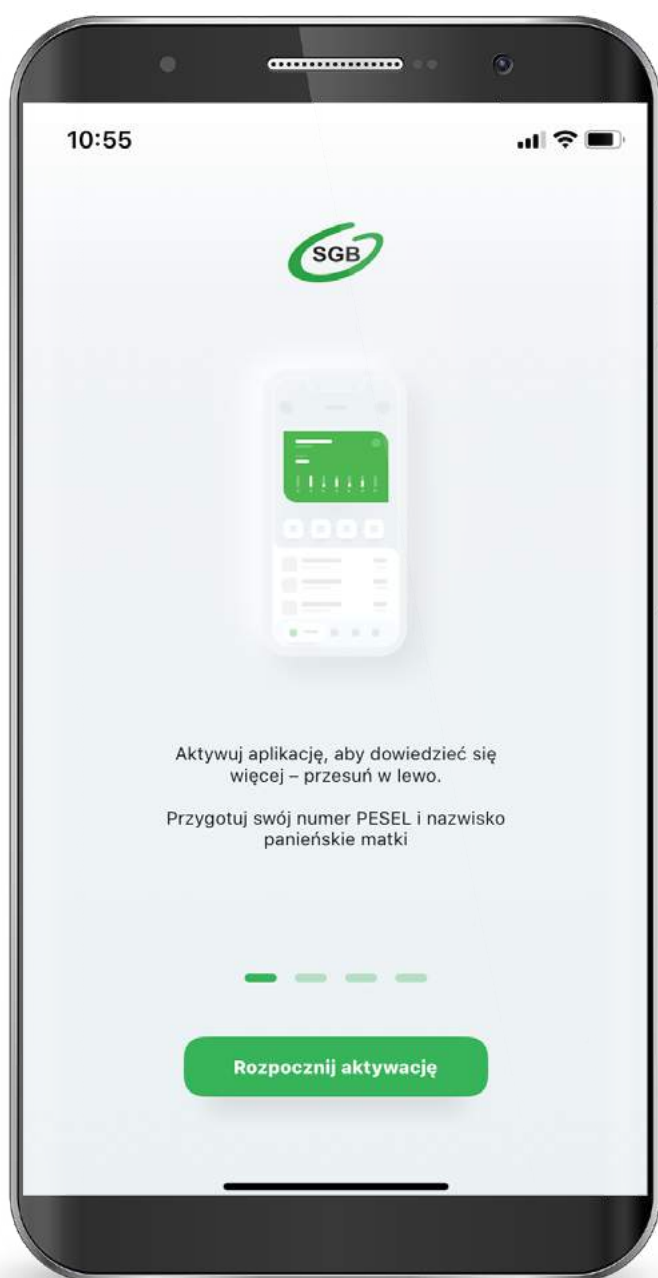 10:55
SGB
Aktywuj aplikację, aby dowiedzieć się
więcej – przesuń w lewo.
Przygotuj swój numer PESEL i nazwisko
panieńskie matki
Rozpocznij aktywację